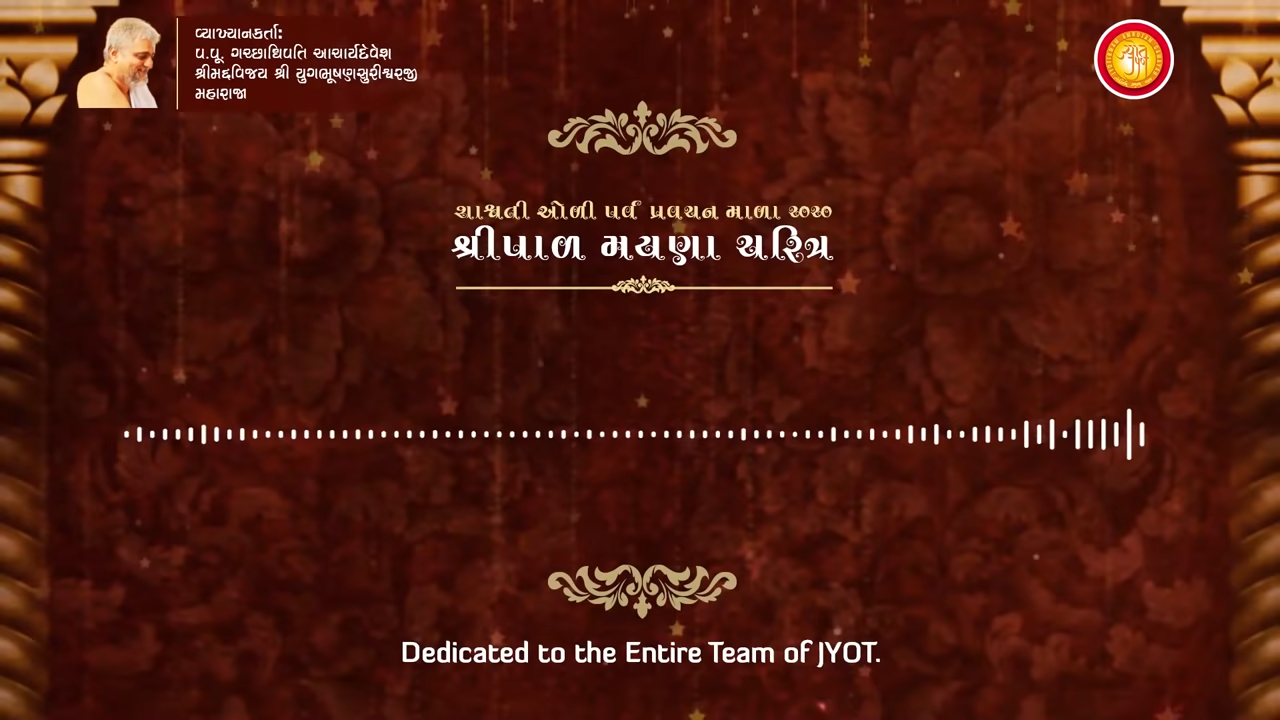 વ્યાખ્યાનકર્તા:
પ.પૂ. ગચ્છાધિપતિ આચાર્યદેવેશ
શ્રીમદ્દવિજય શ્રી યુગભૂષણસુરીશ્વરજી
મહારાજા
શાશ્વતી ઓળી પર્વ પ્રવચન માળા ૨૦૨૦
શ્રીપાળ મયણા ચરિત્ર
Dedicated to the Entire Team of JYOT.